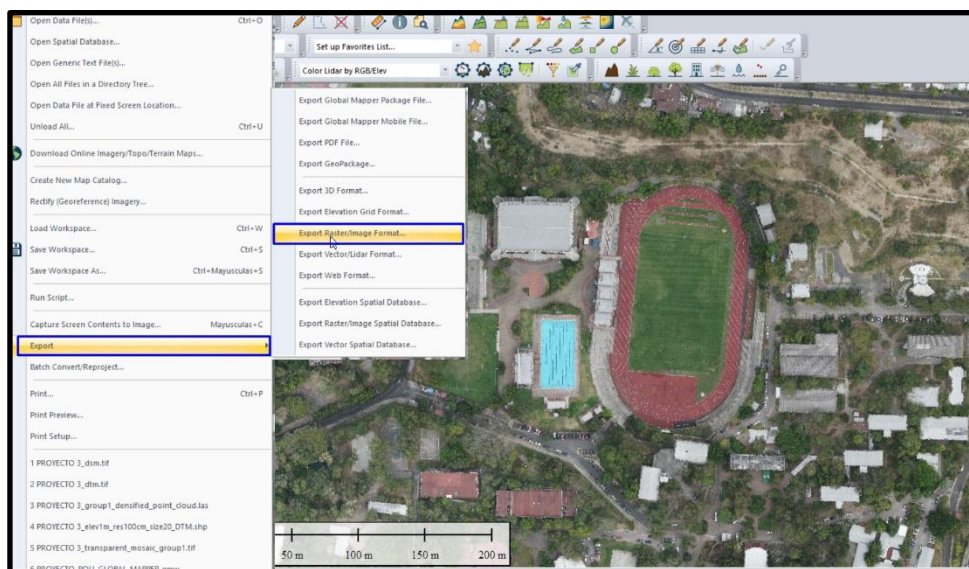 Open Data File(s)... Ctrl+O
Open Spatial Database...
Open Generic Text File(s)...
Open All Files in a Directory Tree...
Open Data File at Fixed Screen Location...
Unload All... Ctrl+U
Download Online Imagery/Topo/Terrain Maps...
Create New Map Catalog...
Rectify (Georeference) Imagery...
Load Workspace... Ctrl+W
Save Workspace... Ctrl+S
Save Workspace As... Ctrl+Mayusculas+S
Run Script...
Capture Screen Contents to Image... Mayusculas+C
Export
Batch Convert/Reproject...
Print... Ctrl+P
Print Preview...
Print Setup...
1 PROYECTO 3_dsm.tif
2 PROYECTO 3_dtm.tif
3 PROYECTO 3_group1_densified_point_cloud.las
4 PROYECTO 3_elev1m_res100cm_size20_DTM.shp
5 PROYECTO 3_transparent_mosaic_group1.tif
Set up Favorites List...
Color Lidar by RGB/Elev
Export Global Mapper Package File...
Export Global Mapper Mobile File...
Export PDF File...
Export GeoPackage...
Export 3D Format...
Export Elevation Grid Format...
Export Raster/Image Format...
Export Vector/Lidar Format...
Export Web Format...
Export Elevation Spatial Database...
Export Raster/Image Spatial Database...
Export Vector Spatial Database...
50 m 100 m 150 m 200 m